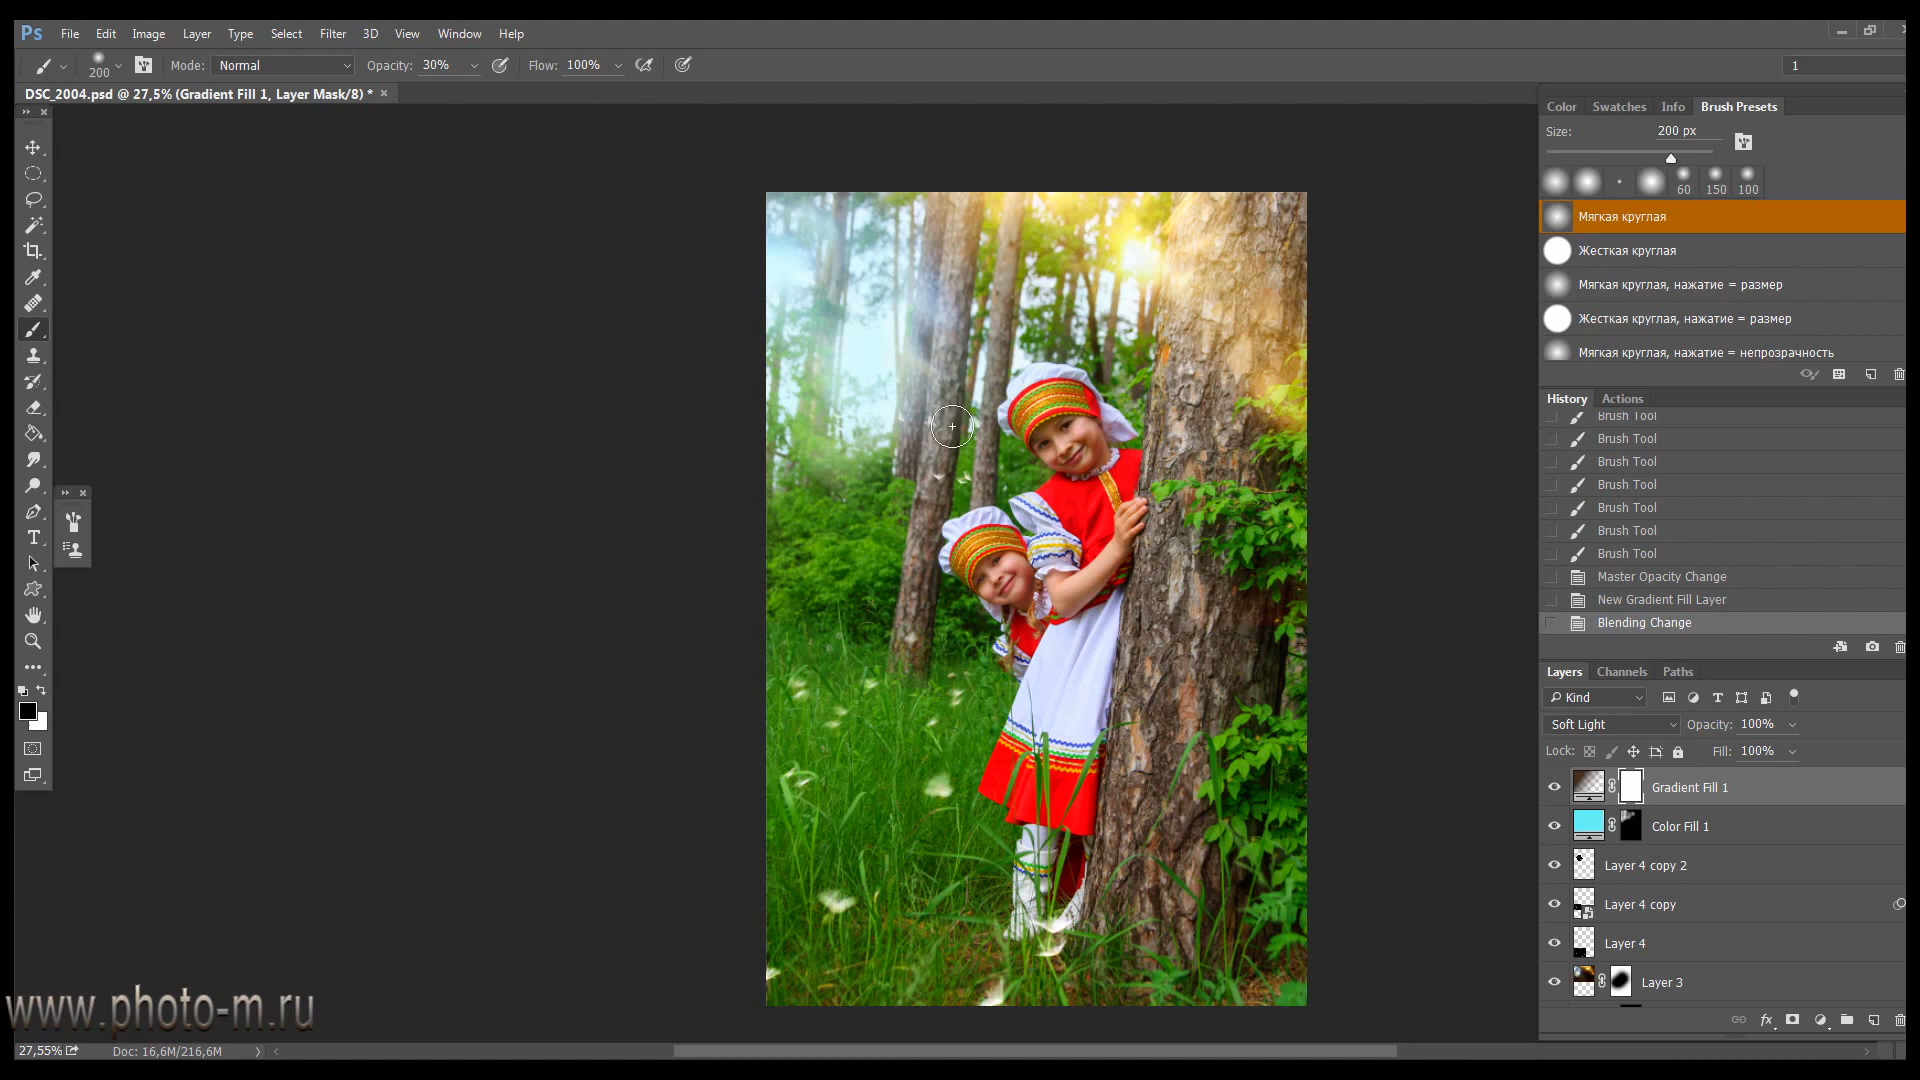 Ps File Edit Image Layer Type Select Filter 3D View Window Help
200 Mode: Normal Opacity: 30% Flow: 100% 1
DSC_2004.psd @ 27,5% (Gradient Fill 1, Layer Mask/8) * ×
Color Swatches Info Brush Presets
Size: 200 px
60 150 100
Мягкая круглая
Жесткая круглая
Мягкая круглая, нажатие = размер
Жесткая круглая, нажатие = размер
Мягкая круглая, нажатие = непрозрачность
History Actions
Brush Tool
Brush Tool
Brush Tool
Brush Tool
Brush Tool
Brush Tool
Brush Tool
Master Opacity Change
New Gradient Fill Layer
Blending Change
Layers Channels Paths
Kind
Soft Light Opacity: 100%
Lock: Fill: 100%
Gradient Fill 1
Color Fill 1
Layer 4 copy 2
Layer 4 copy
Layer 4
Layer 3
fx
www.photo-m.ru
27,55% Doc: 16,6M/216,6M